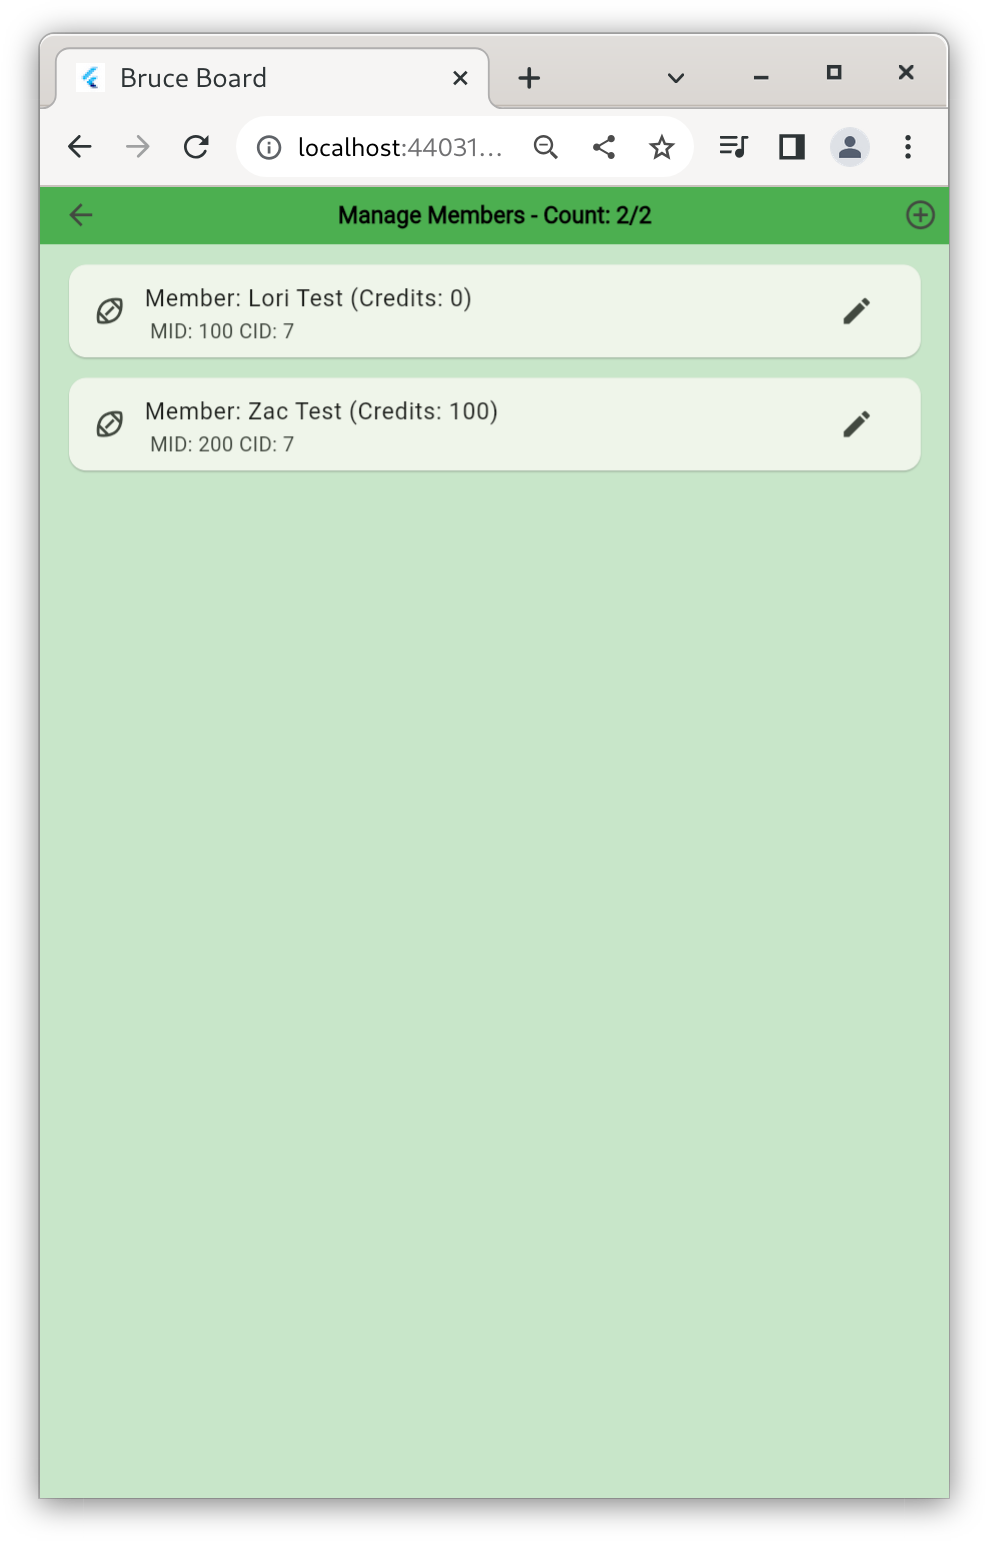 Bruce Board
localhost:44031...
Manage Members - Count: 2/2
Member: Lori Test (Credits: 0)
MID: 100 CID: 7
Member: Zac Test (Credits: 100)
MID: 200 CID: 7